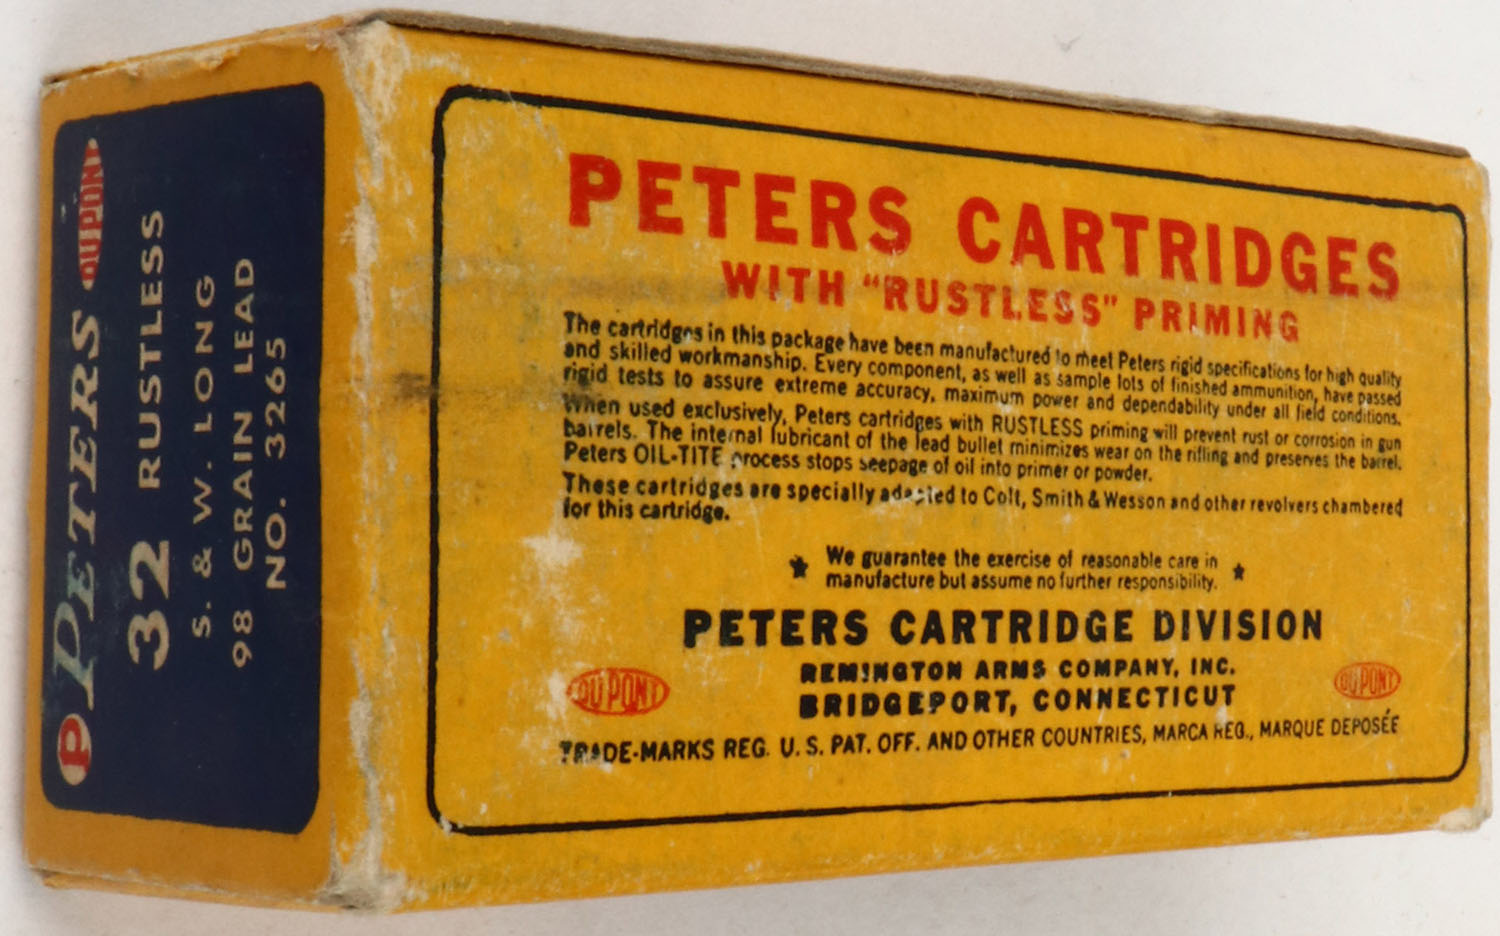 P PETERS DU PONT
32 RUSTLESS
S. & W. LONG
98 GRAIN LEAD
NO. 3265
PETERS CARTRIDGES
WITH "RUSTLESS" PRIMING
The cartridges in this package have been manufactured to meet Peters rigid specifications for high quality
and skilled workmanship. Every component, as well as sample lots of finished ammunition, have passed
rigid tests to assure extreme accuracy, maximum power and dependability under all field conditions.
When used exclusively, Peters cartridges with RUSTLESS priming will prevent rust or corrosion in gun
barrels. The internal lubricant of the lead bullet minimizes wear on the rifling and preserves the barrel.
Peters OIL-TITE process stops seepage of oil into primer or powder.
These cartridges are specially adapted to Colt, Smith & Wesson and other revolvers chambered
for this cartridge.
We guarantee the exercise of reasonable care in
manufacture but assume no further responsibility.
PETERS CARTRIDGE DIVISION
REMINGTON ARMS COMPANY, INC.
DU PONT BRIDGEPORT, CONNECTICUT DU PONT
TRADE-MARKS REG. U. S. PAT. OFF. AND OTHER COUNTRIES, MARCA REG., MARQUE DEPOSÉE